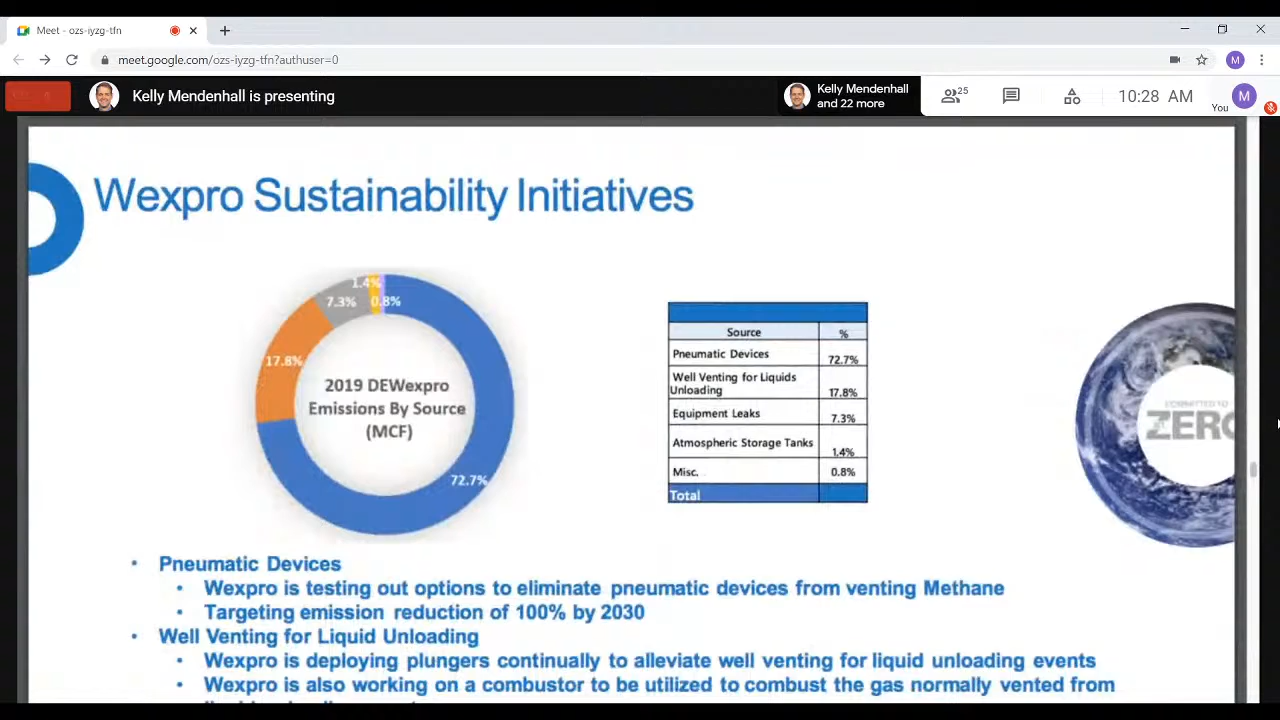 Meet - ozs-iyzg-tfn
meet.google.com/ozs-iyzg-tfn?authuser=0
M
Kelly Mendenhall is presenting
Kelly Mendenhall
and 22 more
25
10:28 AM
You
M
Wexpro Sustainability Initiatives
1.4%
7.3%
0.8%
17.8%
72.7%
2019 DEWexpro
Emissions By Source
(MCF)
Source %
Pneumatic Devices 72.7%
Well Venting for Liquids
Unloading 17.8%
Equipment Leaks 7.3%
Atmospheric Storage Tanks 1.4%
Misc. 0.8%
Total
COMMITTED TO
ZERO
• Pneumatic Devices
• Wexpro is testing out options to eliminate pneumatic devices from venting Methane
• Targeting emission reduction of 100% by 2030
• Well Venting for Liquid Unloading
• Wexpro is deploying plungers continually to alleviate well venting for liquid unloading events
• Wexpro is also working on a combustor to be utilized to combust the gas normally vented from